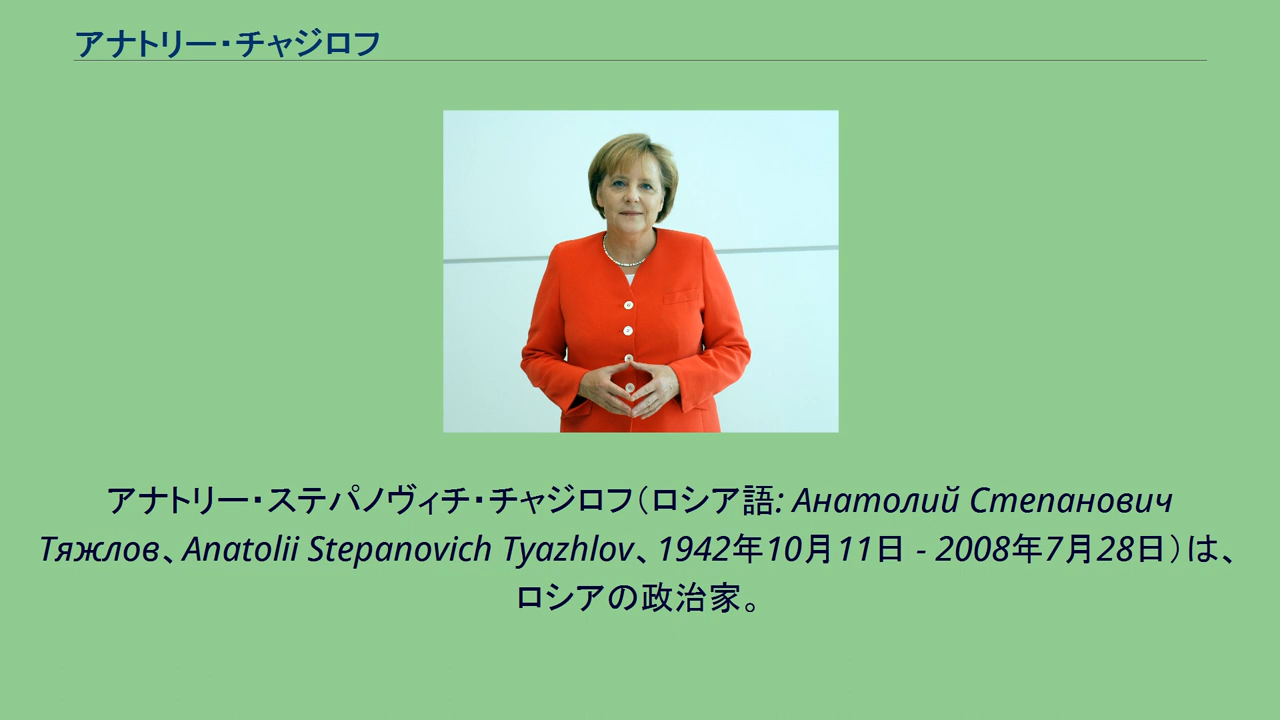 アナトリー・チャジロフ
アナトリー・ステパノヴィチ・チャジロフ（ロシア語: Анатолий Степанович
Тяжлов、Anatolii Stepanovich Tyazhlov、1942年10月11日 - 2008年7月28日）は、
ロシアの政治家。